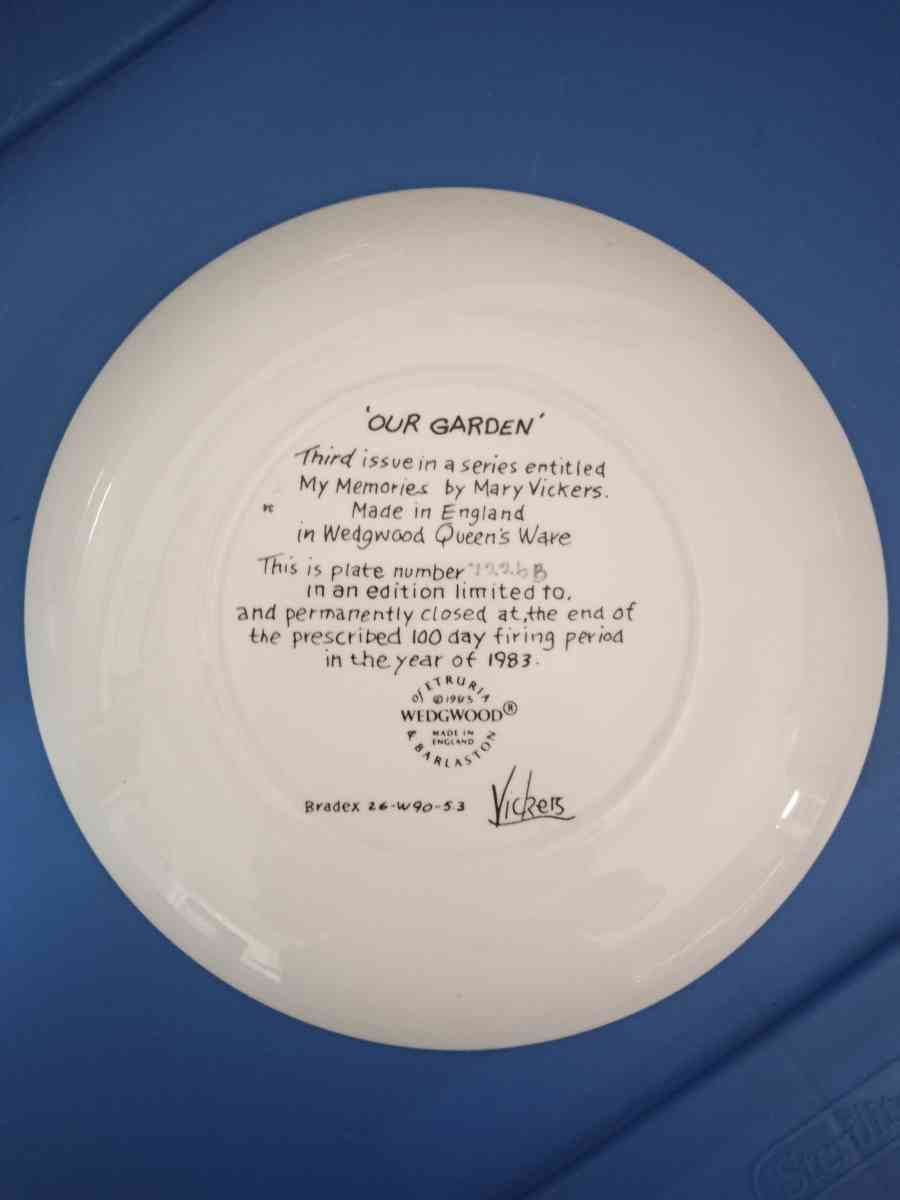 'OUR GARDEN'
Third issue in a series entitled
My Memories by Mary Vickers.
Made in England
in Wedgwood Queen's Ware
This is plate number
in an edition limited to,
and permanently closed at, the end of
the prescribed 100 day firing period
in the year of 1983.
of ETRURIA
WEDGWOOD®
MADE IN
ENGLAND
& BARLASTON
Bradex 26-W90-5.3
Vickers